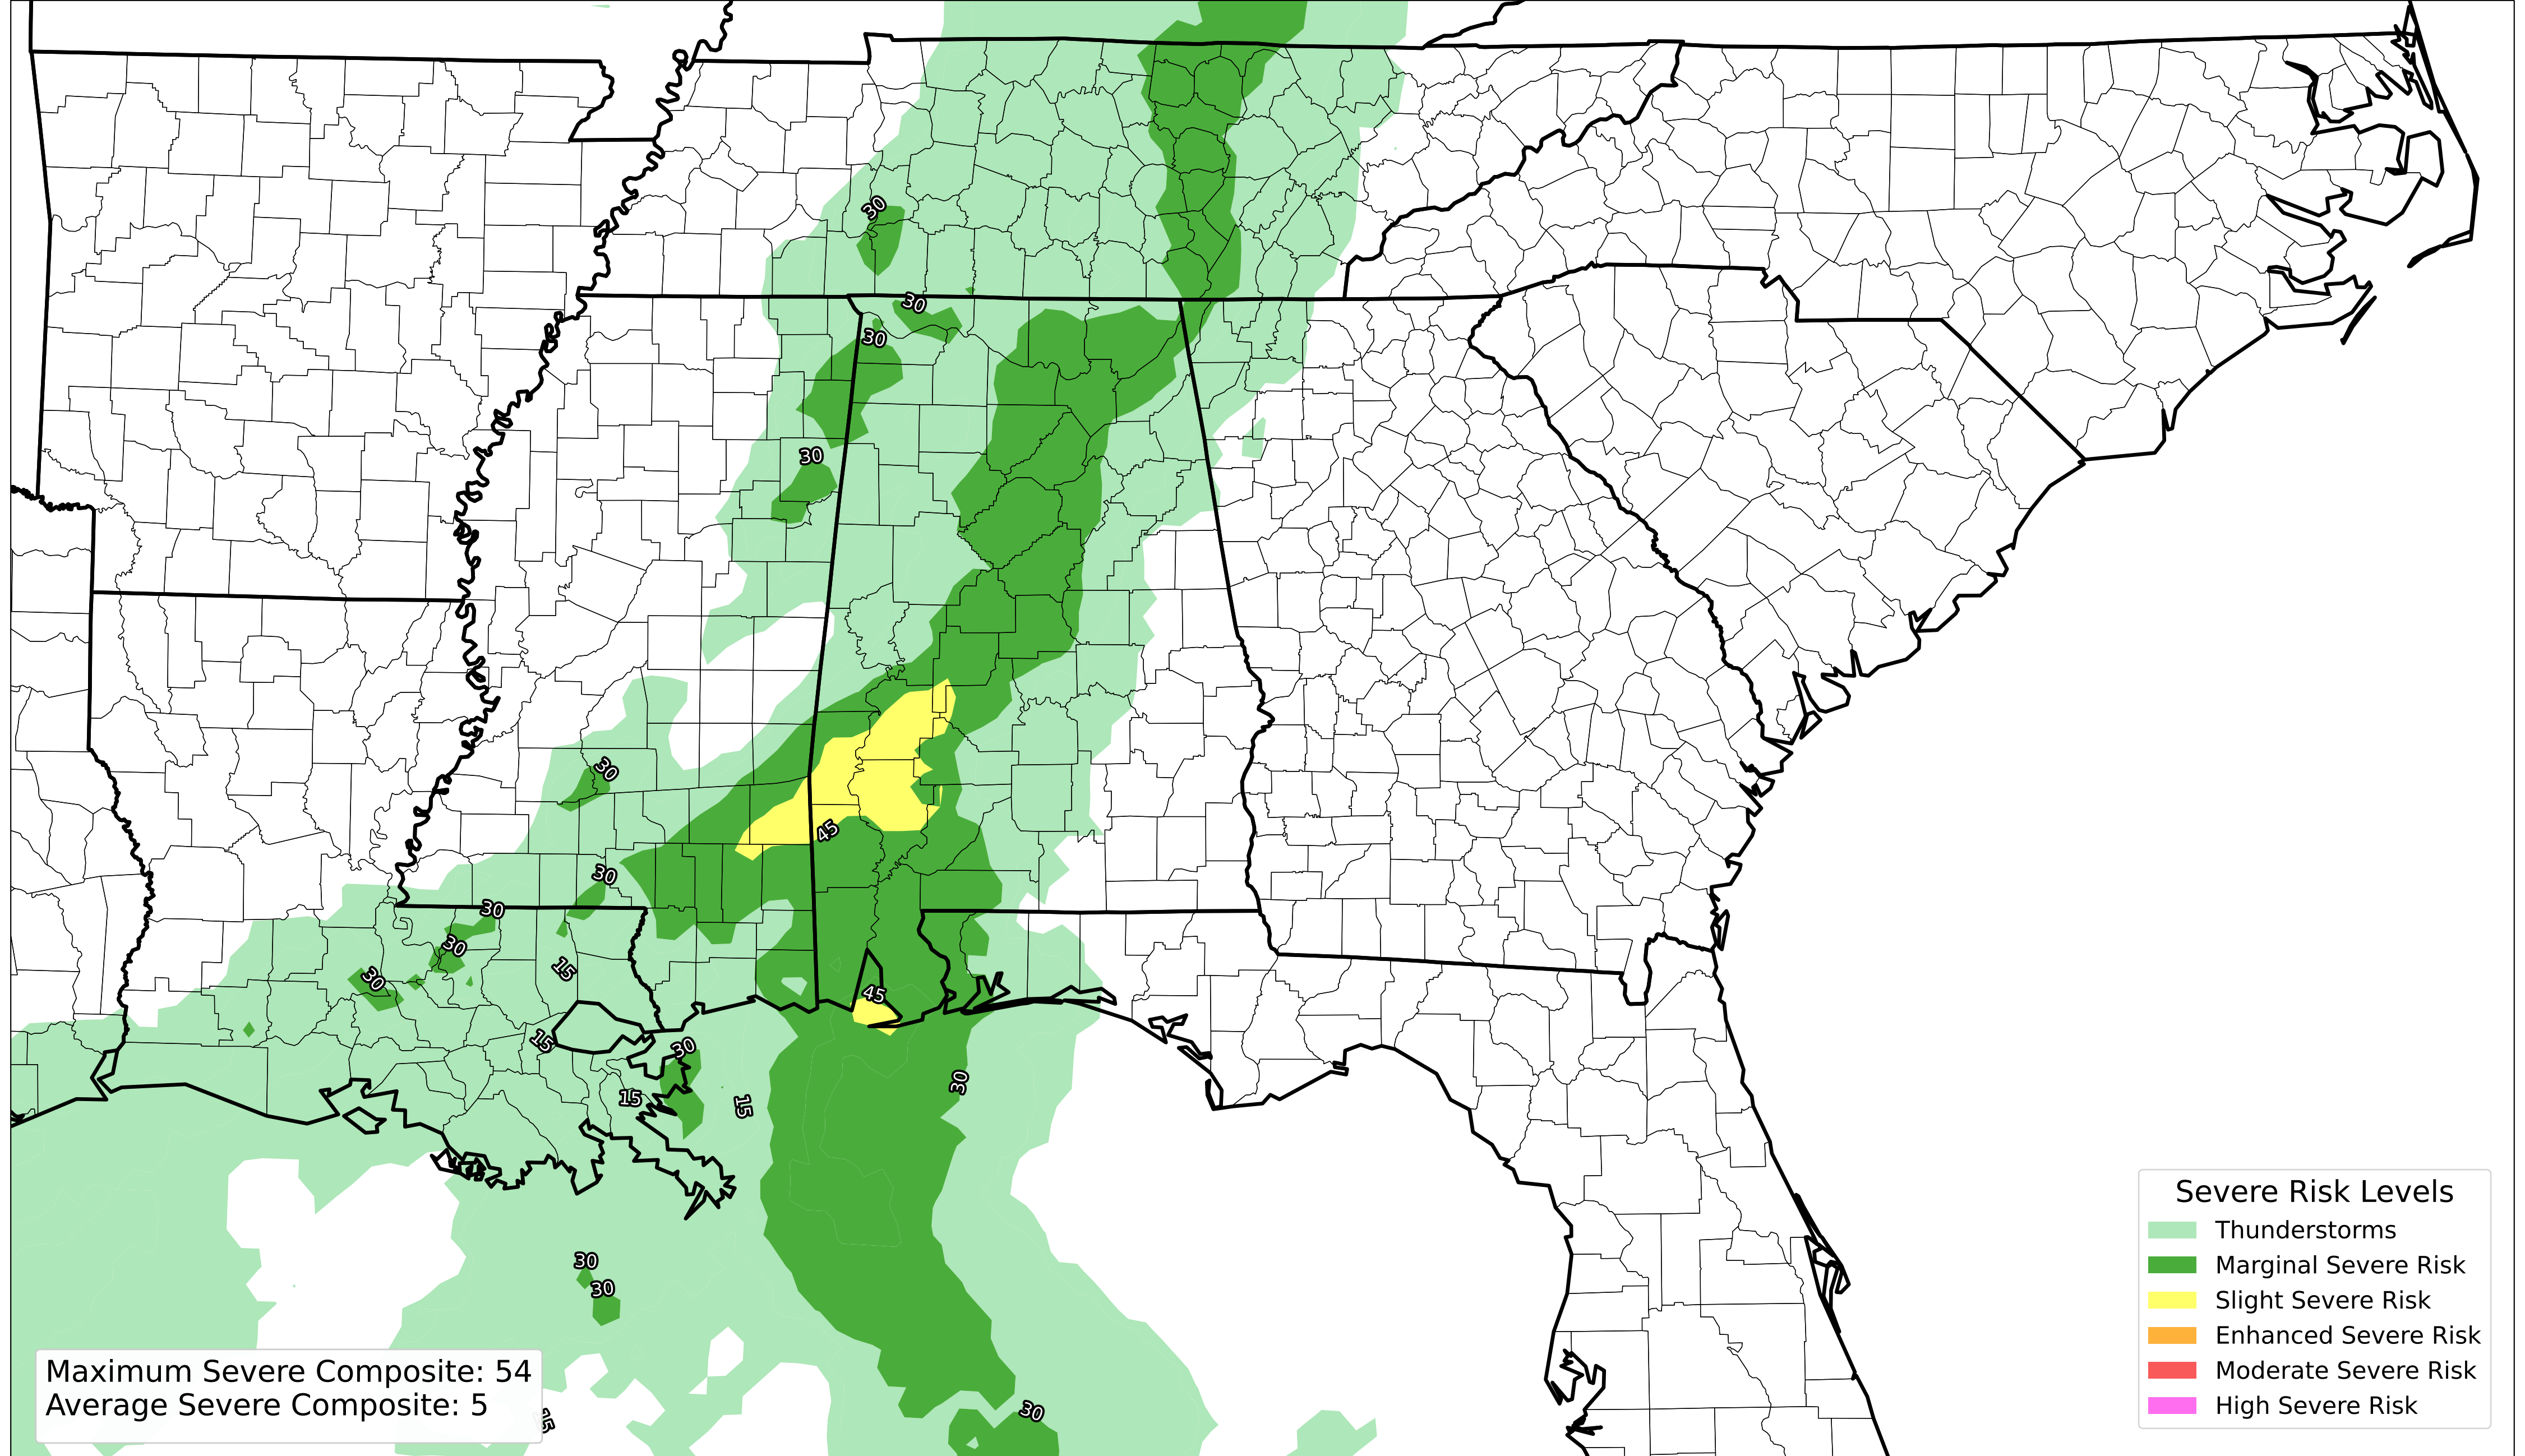 30
30
30
30
30
45
30
30
30
30
15
45
15
30
30
15
15
30
30
30
15
Severe Risk Levels
Thunderstorms
Marginal Severe Risk
Slight Severe Risk
Enhanced Severe Risk
Moderate Severe Risk
High Severe Risk
Maximum Severe Composite: 54
Average Severe Composite: 5